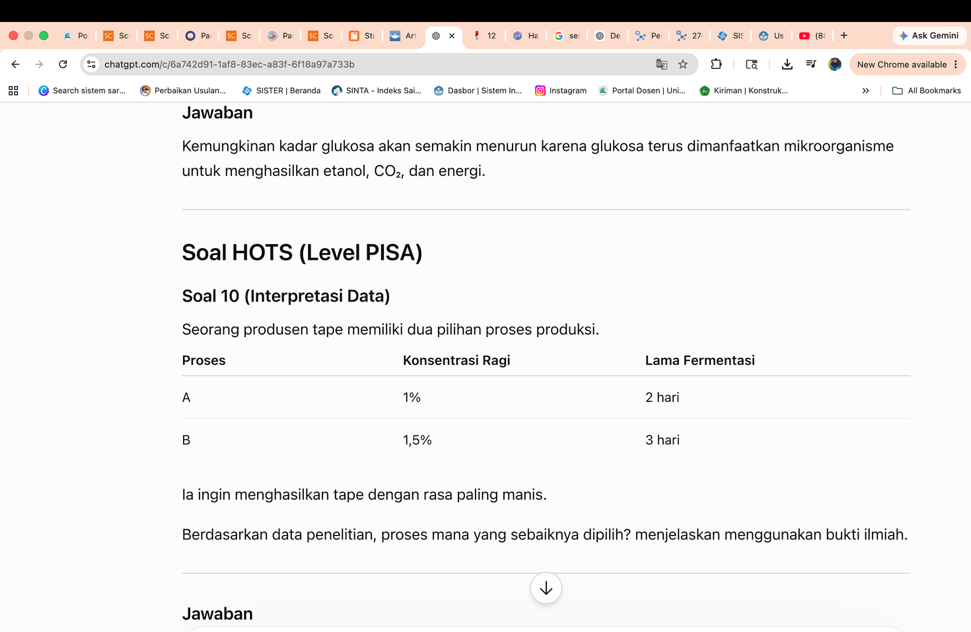 Po
SC Sc
SC Sc
Pa
SC Sc
Pa
SC Sc
Stu
Art
12
Ha
G se
De
Pe
27
SIS
Us
(8
+
Ask Gemini
chatgpt.com/c/6a742d91-1af8-83ec-a83f-6f18a97a733b
New Chrome available
Search sistem sar...
Perbaikan Usulan...
SISTER | Beranda
SINTA - Indeks Sai...
Dasbor | Sistem In...
Instagram
Portal Dosen | Uni...
Kiriman | Konstruk...
»
All Bookmarks
Jawaban
Kemungkinan kadar glukosa akan semakin menurun karena glukosa terus dimanfaatkan mikroorganisme
untuk menghasilkan etanol, CO₂, dan energi.
Soal HOTS (Level PISA)
Soal 10 (Interpretasi Data)
Seorang produsen tape memiliki dua pilihan proses produksi.
Proses Konsentrasi Ragi Lama Fermentasi
A 1% 2 hari
B 1,5% 3 hari
Ia ingin menghasilkan tape dengan rasa paling manis.
Berdasarkan data penelitian, proses mana yang sebaiknya dipilih? menjelaskan menggunakan bukti ilmiah.
Jawaban